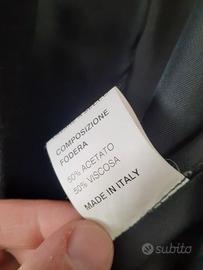 COMPOSIZIONE
FODERA
50% ACETATO
50% VISCOSA
MADE IN ITALY
subito